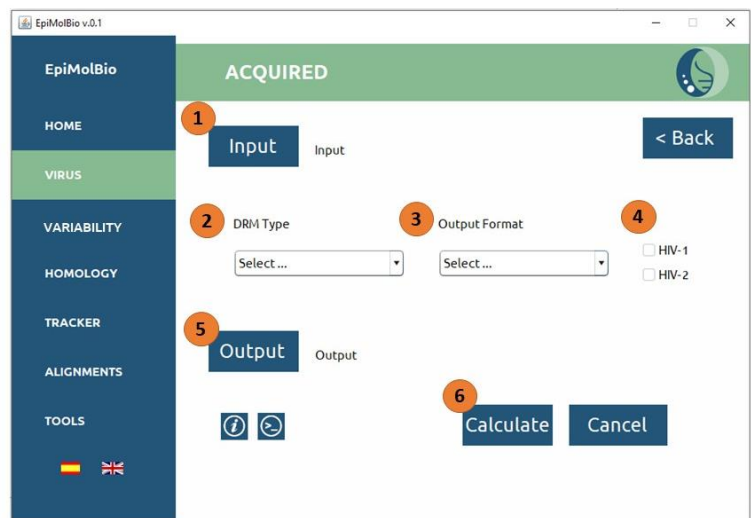 EpiMolBio v.0.1
EpiMolBio
ACQUIRED
HOME
VIRUS
VARIABILITY
HOMOLOGY
TRACKER
ALIGNMENTS
TOOLS
1
Input
Input
< Back
2
DRM Type
Select ...
3
Output Format
Select ...
4
HIV-1
HIV-2
5
Output
Output
6
Calculate
Cancel